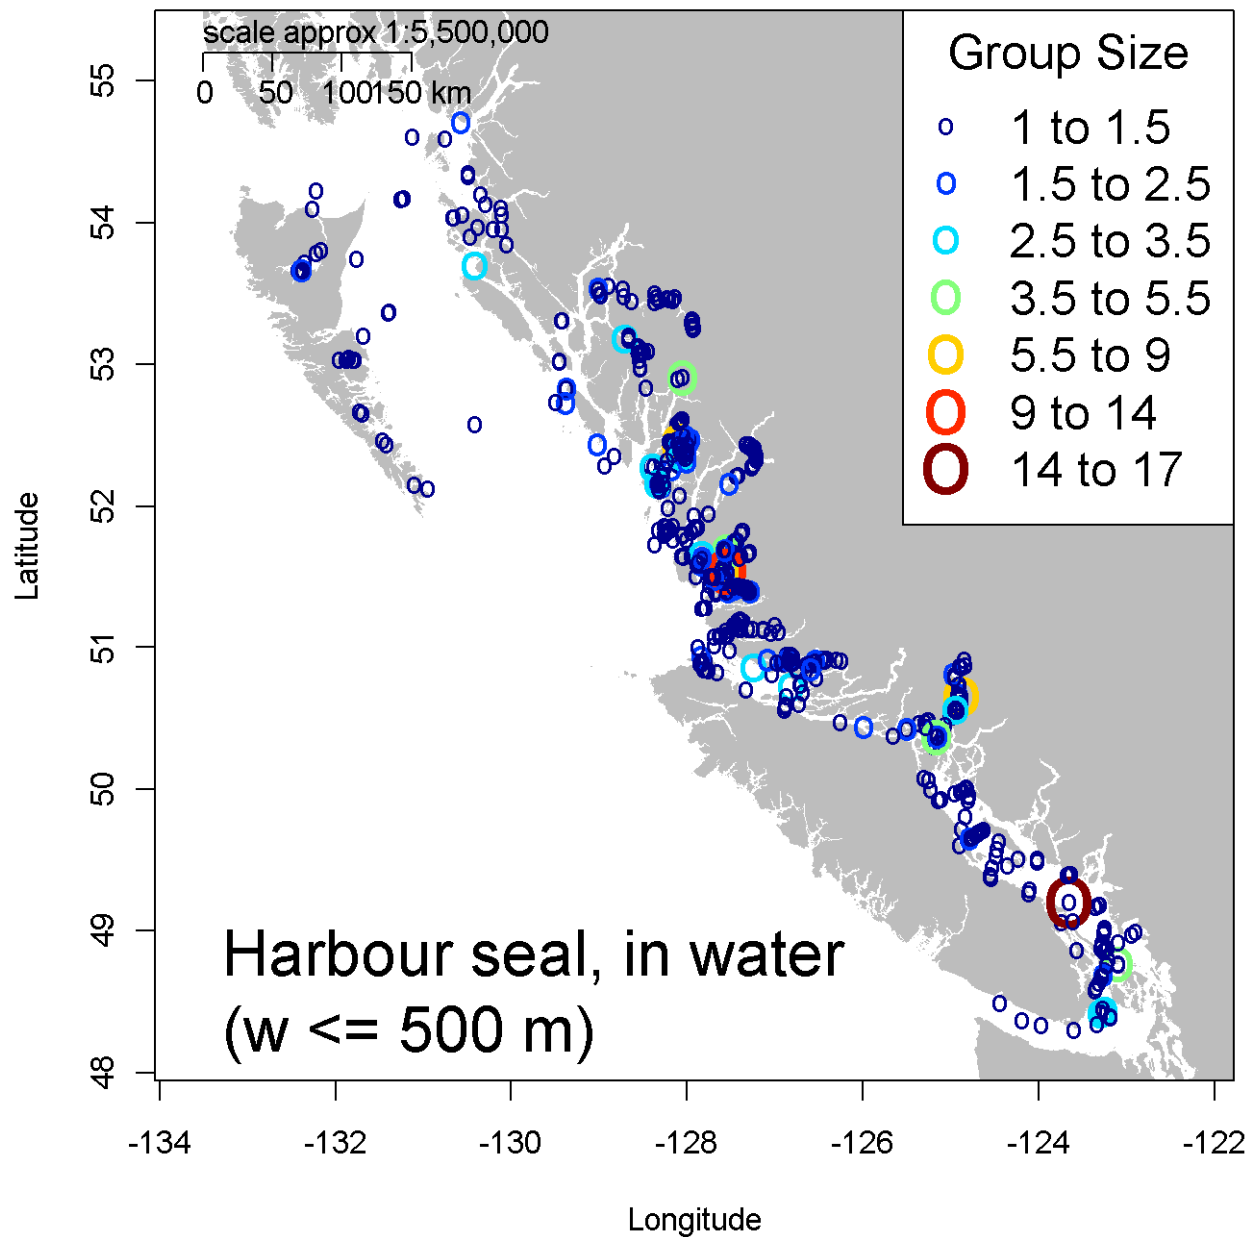 scale approx 1:5,500,000
0 50 100150 km
Group Size
1 to 1.5
1.5 to 2.5
2.5 to 3.5
3.5 to 5.5
5.5 to 9
9 to 14
14 to 17
55
54
53
52
51
50
49
48
Latitude
Harbour seal, in water
(w <= 500 m)
-134 -132 -130 -128 -126 -124 -122
Longitude